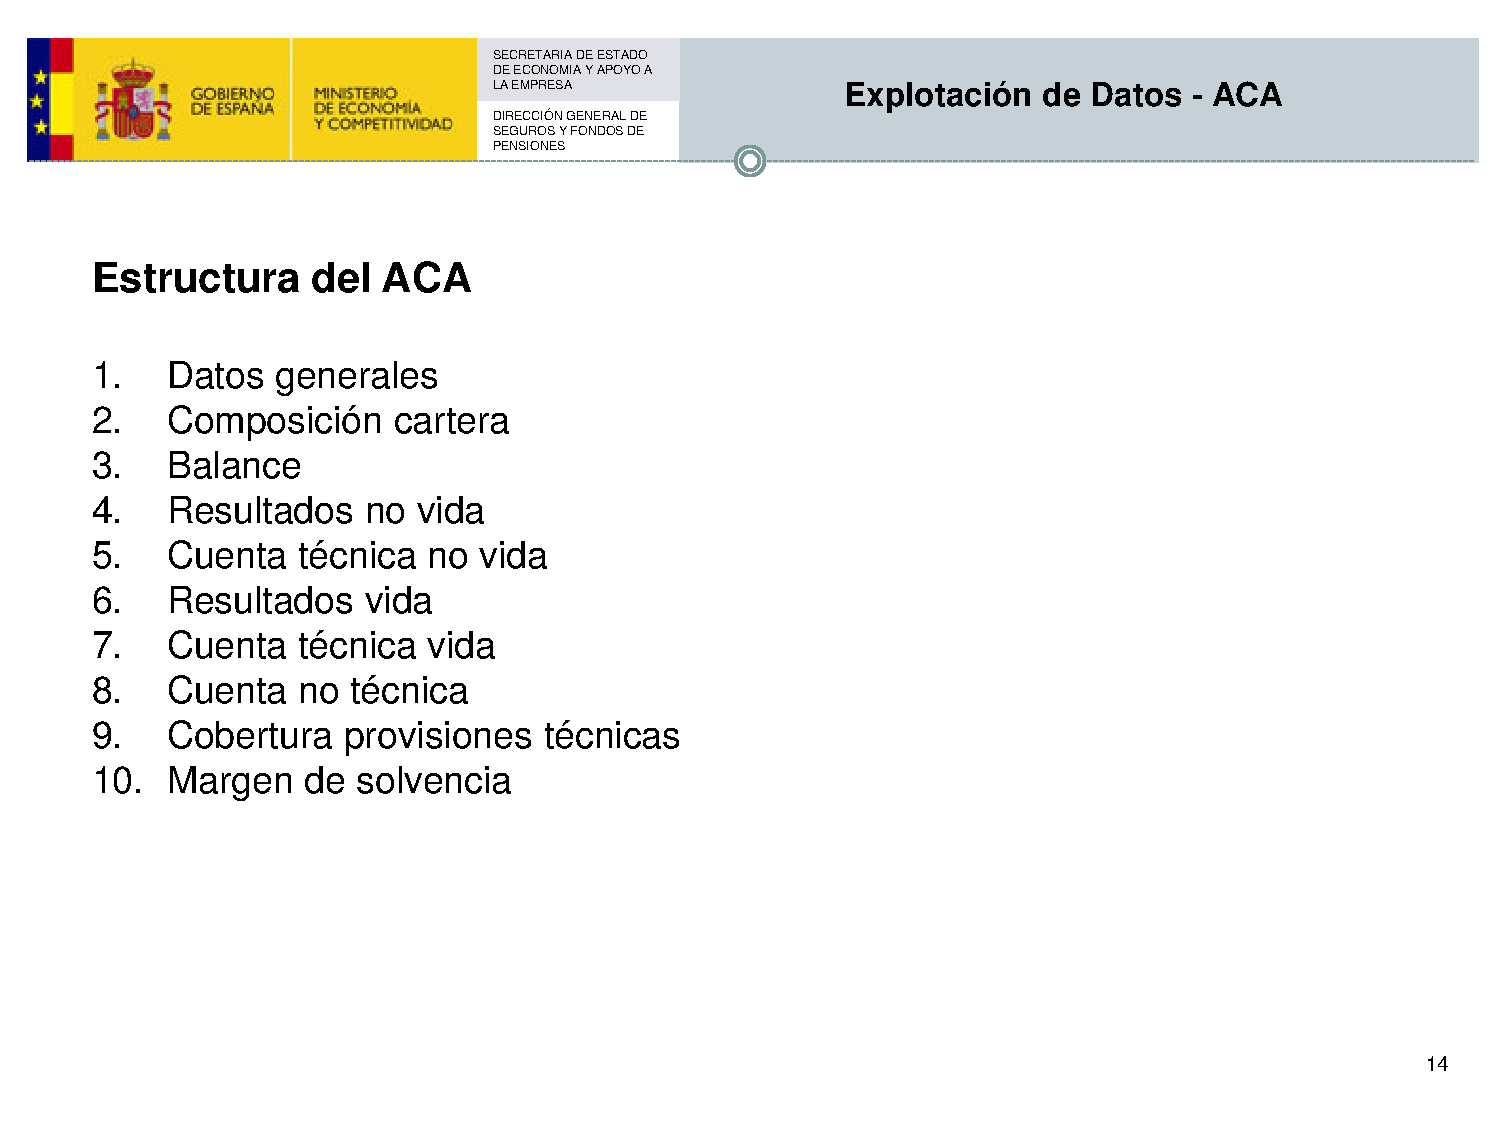 GOBIERNO
DE ESPAÑA
MINISTERIO
DE ECONOMÍA
Y COMPETITIVIDAD
SECRETARIA DE ESTADO
DE ECONOMIA Y APOYO A
LA EMPRESA
DIRECCIÓN GENERAL DE
SEGUROS Y FONDOS DE
PENSIONES
Explotación de Datos - ACA
Estructura del ACA
1. Datos generales
2. Composición cartera
3. Balance
4. Resultados no vida
5. Cuenta técnica no vida
6. Resultados vida
7. Cuenta técnica vida
8. Cuenta no técnica
9. Cobertura provisiones técnicas
10. Margen de solvencia
14